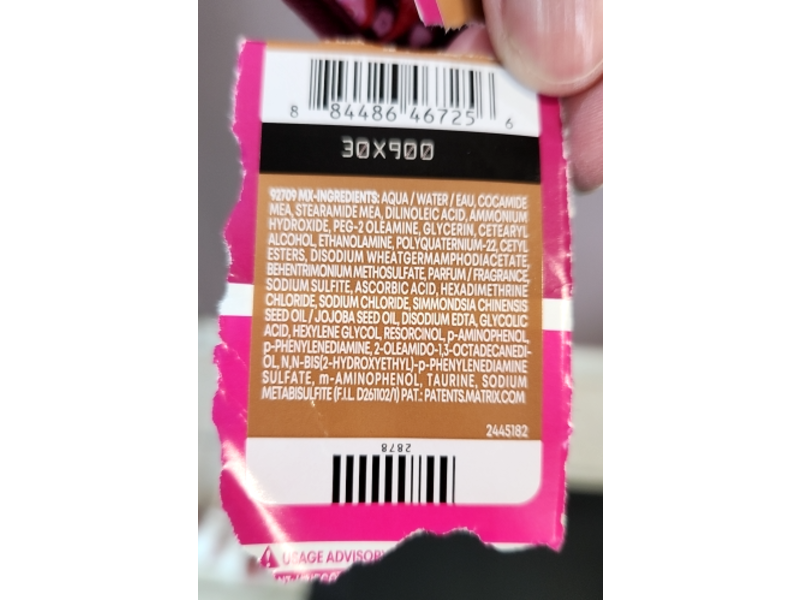 8 84486 46725 6
30X900
92709 MX-INGREDIENTS: AQUA / WATER / EAU, COCAMIDE
MEA, STEARAMIDE MEA, DILINOLEIC ACID, AMMONIUM
HYDROXIDE, PEG-2 OLEAMINE, GLYCERIN, CETEARYL
ALCOHOL, ETHANOLAMINE, POLYQUATERNIUM-22, CETYL
ESTERS, DISODIUM WHEATGERMAMPHODIACETATE,
BEHENTRIMONIUM METHOSULFATE, PARFUM / FRAGRANCE,
SODIUM SULFITE, ASCORBIC ACID, HEXADIMETHRINE
CHLORIDE, SODIUM CHLORIDE, SIMMONDSIA CHINENSIS
SEED OIL / JOJOBA SEED OIL, DISODIUM EDTA, GLYCOLIC
ACID, HEXYLENE GLYCOL, RESORCINOL, p-AMINOPHENOL,
p-PHENYLENEDIAMINE, 2-OLEAMIDO-1,3-OCTADECANEDI-
OL, N,N-BIS(2-HYDROXYETHYL)-p-PHENYLENEDIAMINE
SULFATE, m-AMINOPHENOL, TAURINE, SODIUM
METABISULFITE (F.I.L. D261102/1) PAT.: PATENTS.MATRIX.COM
2445182
2878
USAGE ADVISORY